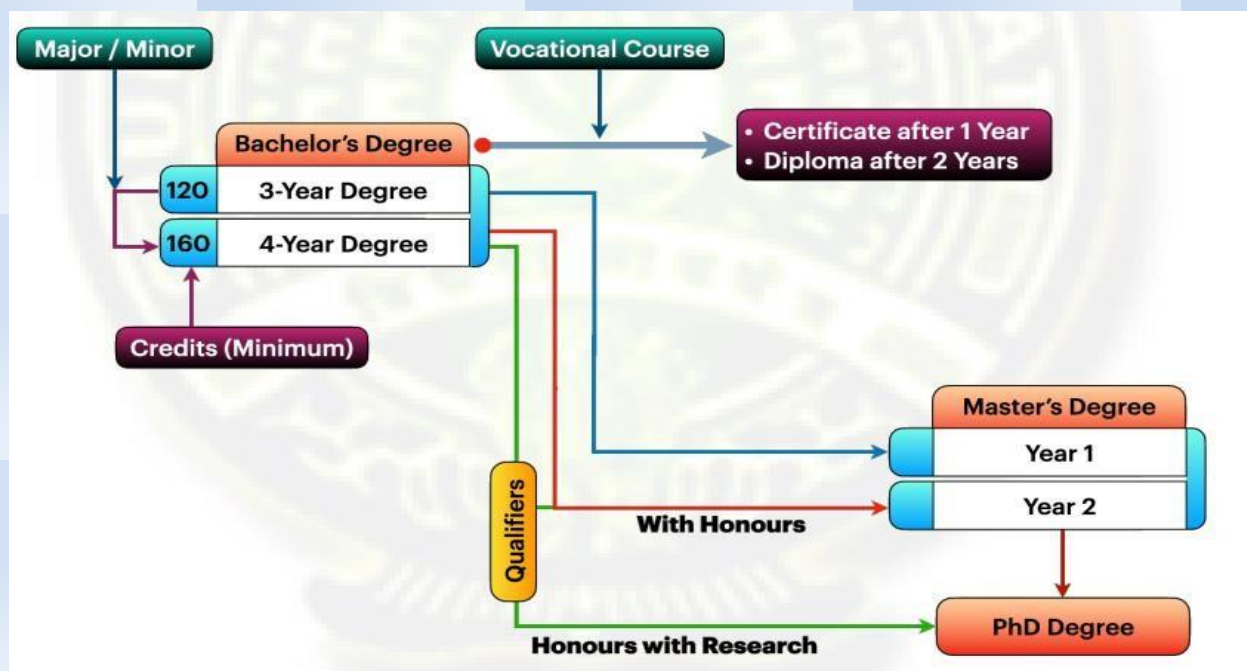 Major / Minor
Vocational Course
Bachelor's Degree
• Certificate after 1 Year
• Diploma after 2 Years
120
3-Year Degree
160
4-Year Degree
Credits (Minimum)
Master's Degree
Year 1
Year 2
Qualifiers
With Honours
PhD Degree
Honours with Research